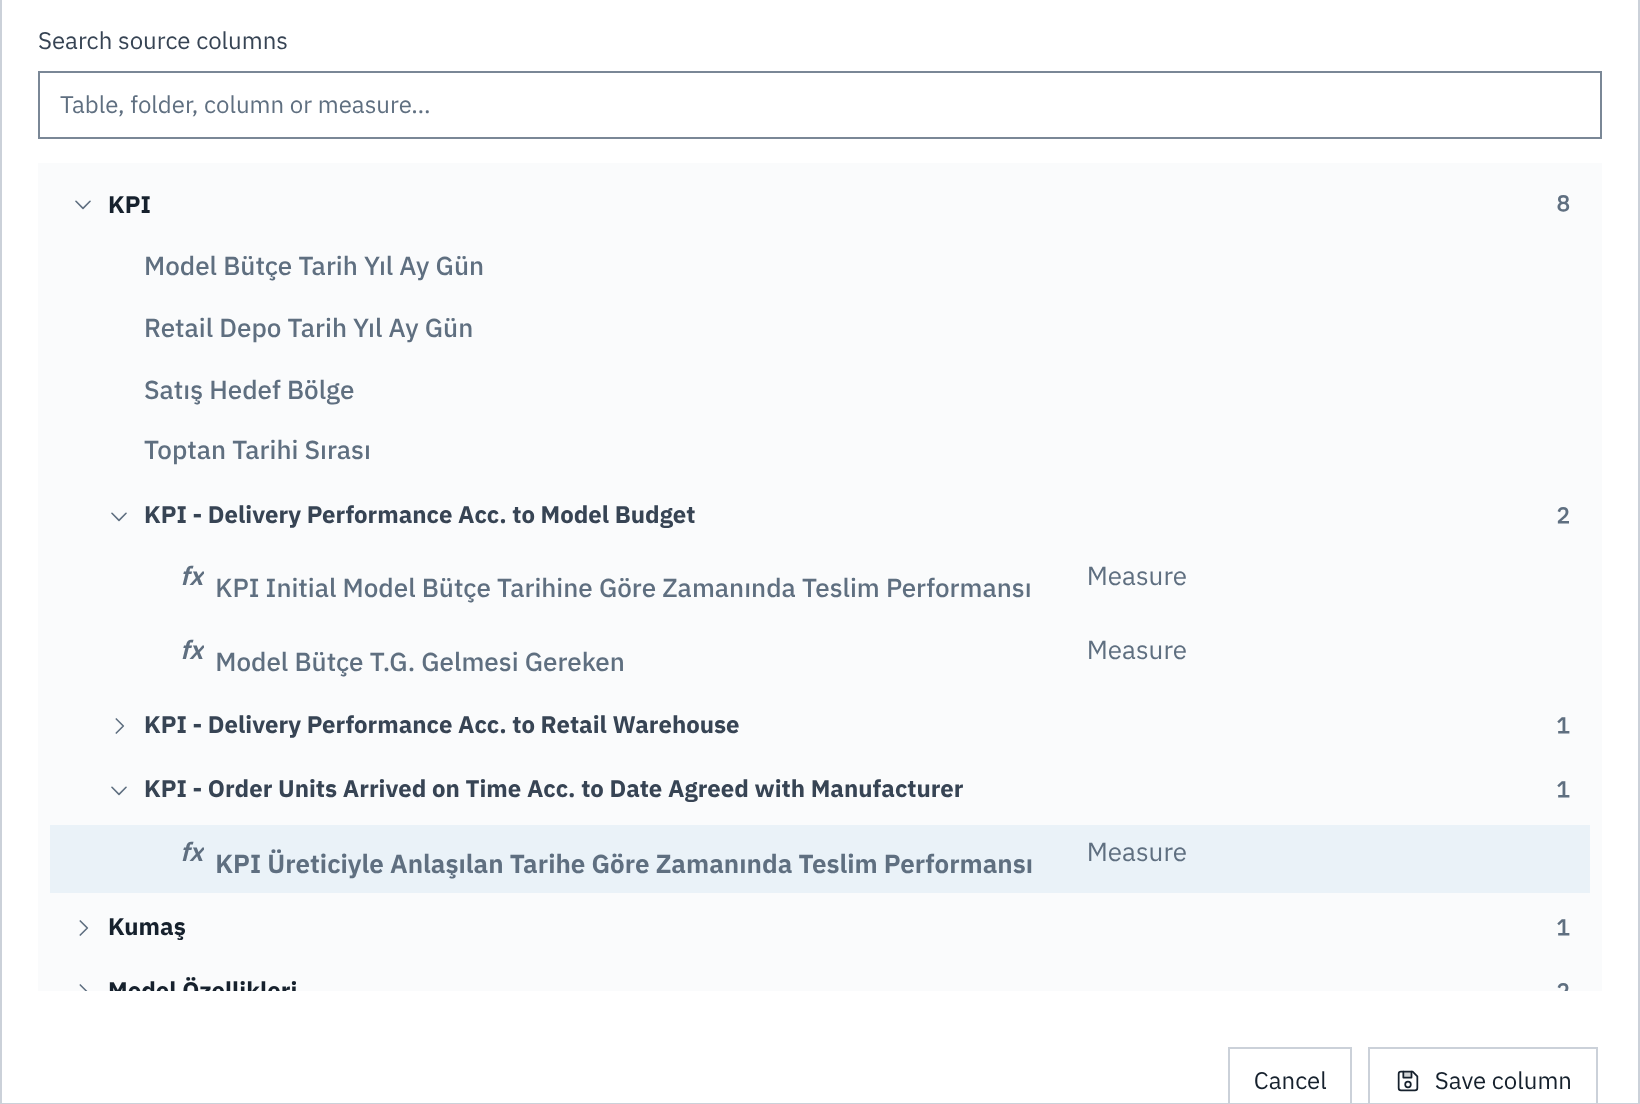 Search source columns
Table, folder, column or measure...
KPI 8
Model Bütçe Tarih Yıl Ay Gün
Retail Depo Tarih Yıl Ay Gün
Satış Hedef Bölge
Toptan Tarihi Sırası
KPI - Delivery Performance Acc. to Model Budget 2
fx KPI Initial Model Bütçe Tarihine Göre Zamanında Teslim Performansı Measure
fx Model Bütçe T.G. Gelmesi Gereken Measure
KPI - Delivery Performance Acc. to Retail Warehouse 1
KPI - Order Units Arrived on Time Acc. to Date Agreed with Manufacturer 1
fx KPI Üreticiyle Anlaşılan Tarihe Göre Zamanında Teslim Performansı Measure
Kumaş 1
Model Özellikleri 2
Cancel Save column